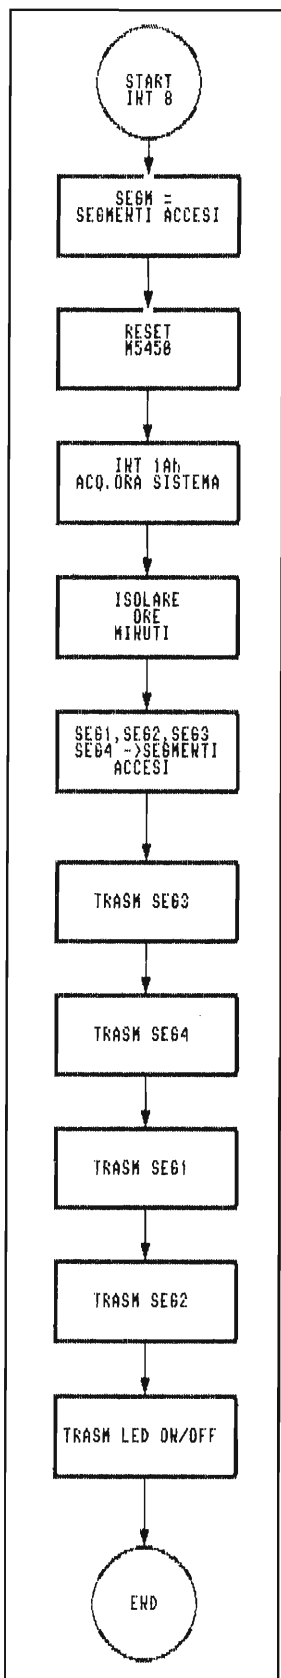 START
INT 8
SEGM =
SEGMENTI ACCESI
RESET
M5450
INT 1Ah
ACQ.ORA SISTEMA
ISOLARE
ORE
MINUTI
SEG1,SEG2,SEG3
SEG4 ->SEGMENTI
ACCESI
TRASM SEG3
TRASM SEG4
TRASM SEG1
TRASM SEG2
TRASM LED ON/OFF
END